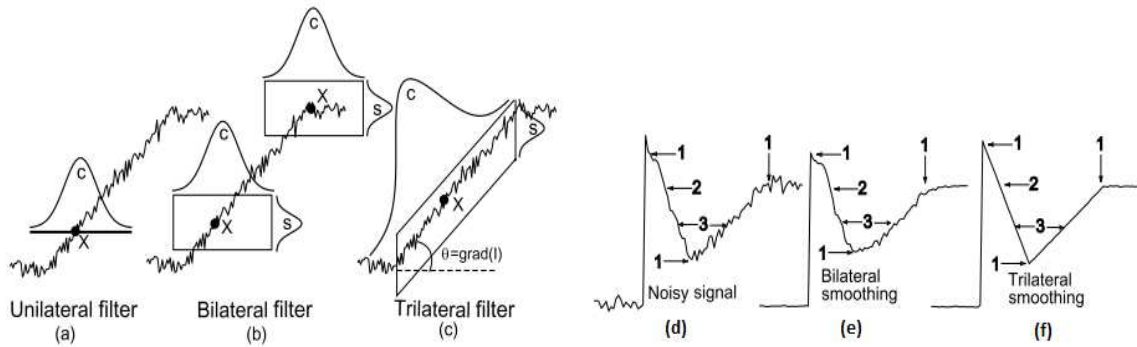 c
X
Unilateral filter
(a)
c
X
s
c
X
s
Bilateral filter
(b)
c
s
X
θ=grad(I)
Trilateral filter
(c)
1
1
2
3
1
Noisy signal
(d)
1
1
2
3
1
Bilateral
smoothing
(e)
1
1
2
3
1
Trilateral
smoothing
(f)